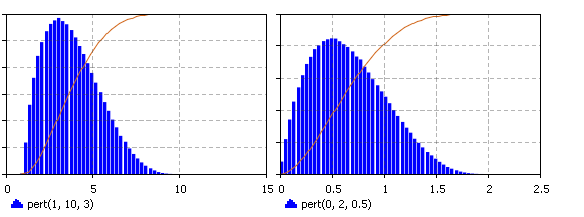 0 5 10 15
pert(1, 10, 3)
0 0.5 1 1.5 2 2.5
pert(0, 2, 0.5)